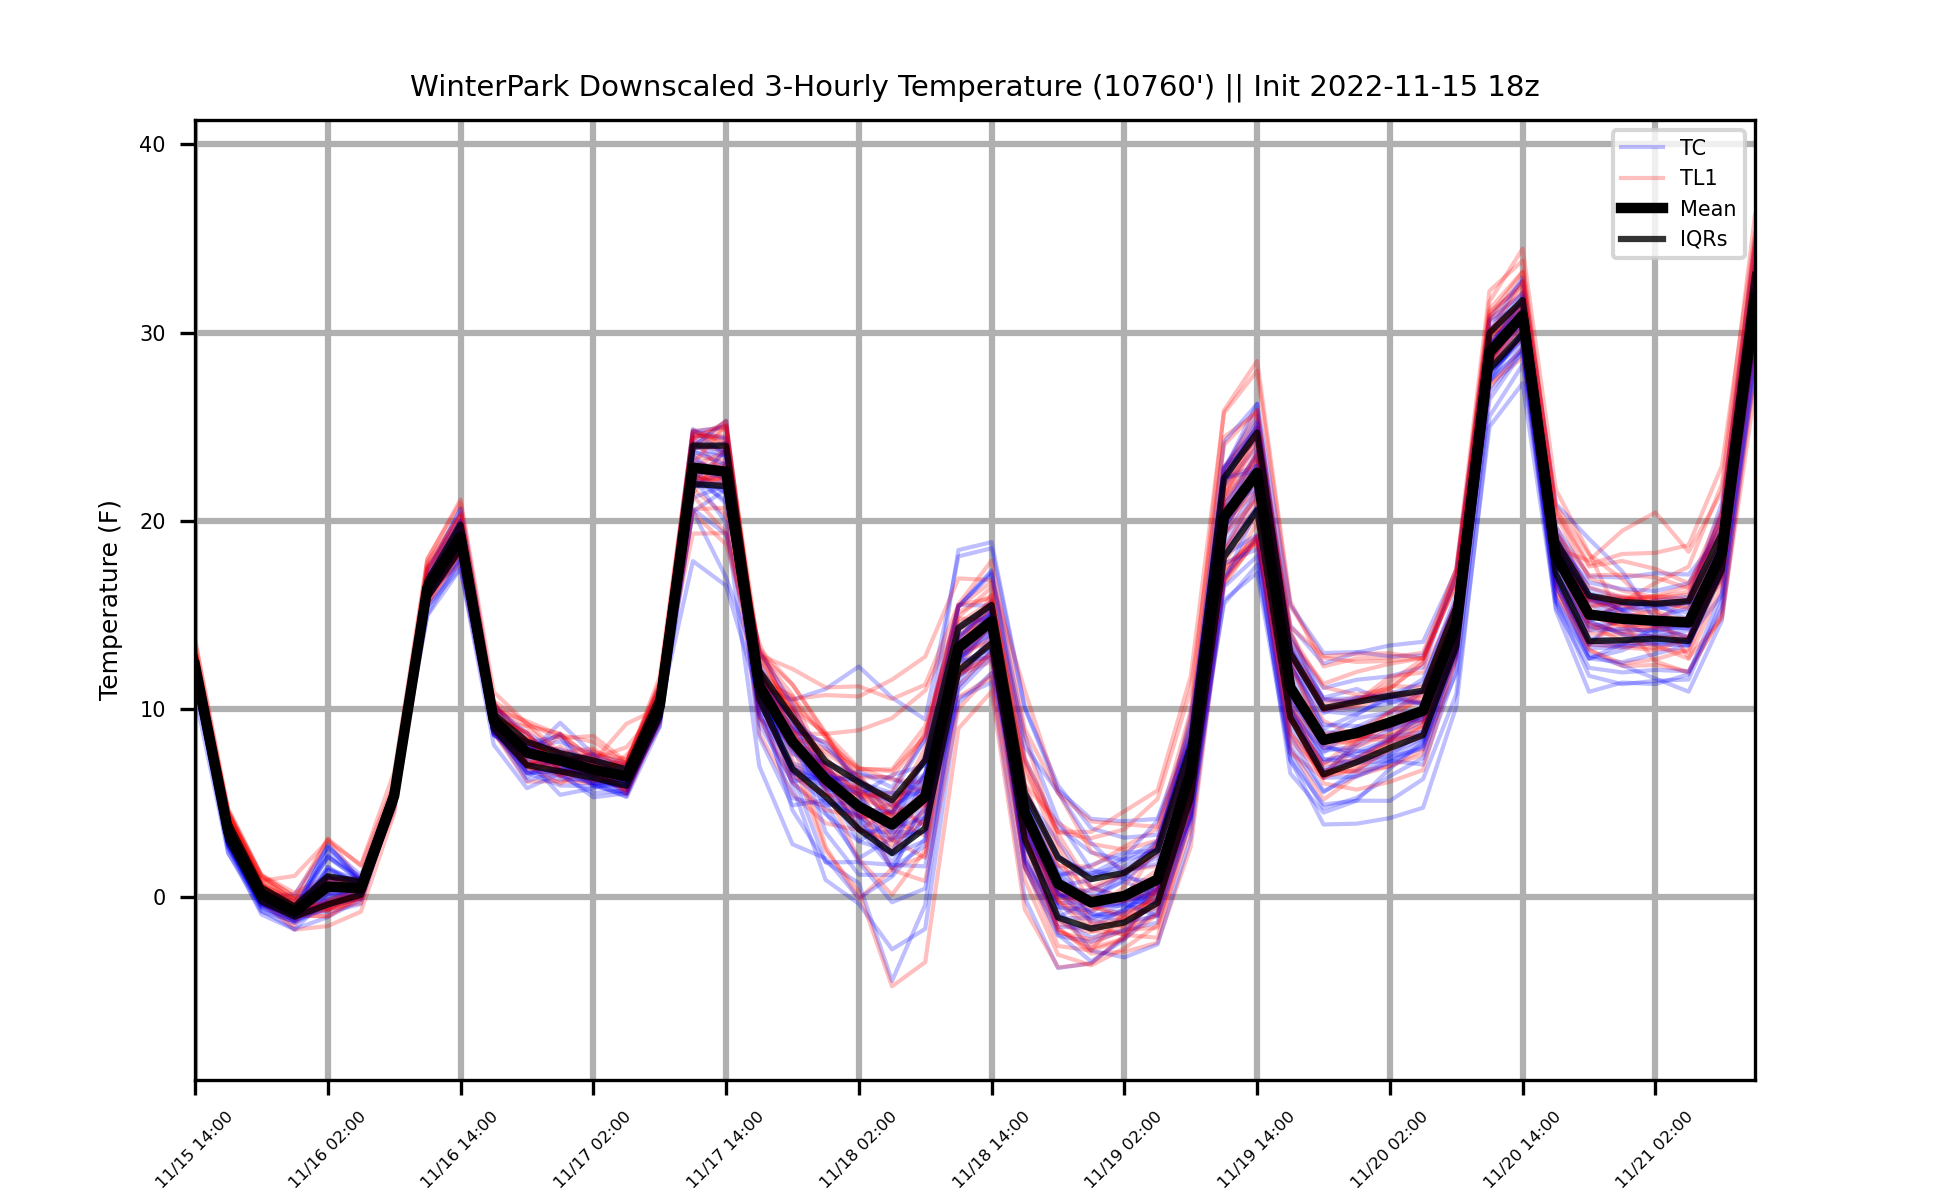 WinterPark Downscaled 3-Hourly Temperature (10760') || Init 2022-11-15 18z
TC
TL1
Mean
IQRs
Temperature (F)
40
30
20
10
0
11/15 14:00
11/16 02:00
11/16 14:00
11/17 02:00
11/17 14:00
11/18 02:00
11/18 14:00
11/19 02:00
11/19 14:00
11/20 02:00
11/20 14:00
11/21 02:00